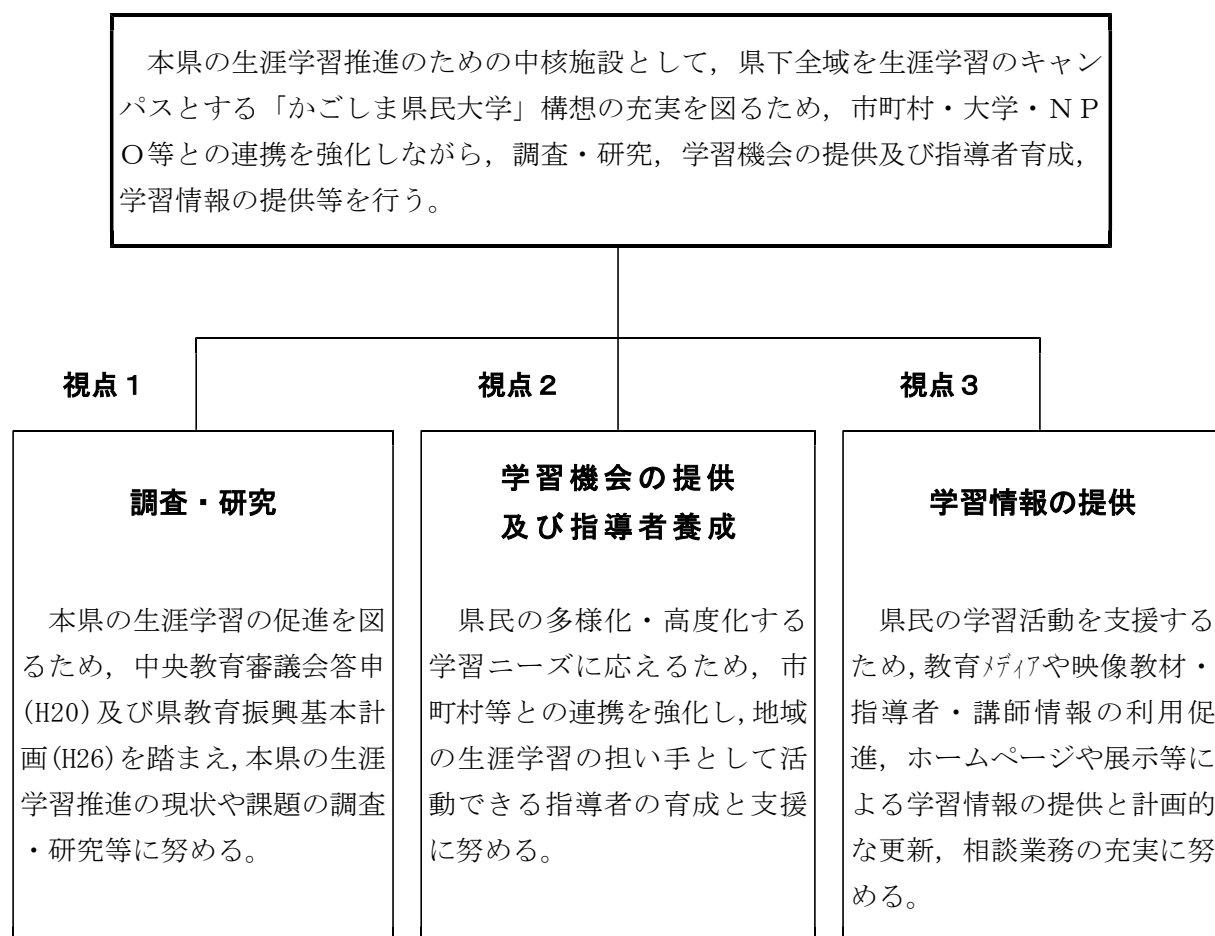 本県の生涯学習推進のための中核施設として，県下全域を生涯学習のキャン
パスとする「かごしま県民大学」構想の充実を図るため，市町村・大学・ＮＰ
Ｏ等との連携を強化しながら，調査・研究，学習機会の提供及び指導者育成，
学習情報の提供等を行う。
視点１
視点２
視点３
調査・研究
本県の生涯学習の促進を図
るため，中央教育審議会答申
(H20)及び県教育振興基本計
画(H26)を踏まえ,本県の生涯
学習推進の現状や課題の調査
・研究等に努める。
学習機会の提供
及び指導者養成
県民の多様化・高度化する
学習ニーズに応えるため，市
町村等との連携を強化し,地域
の生涯学習の担い手として活
動できる指導者の育成と支援
に努める。
学習情報の提供
県民の学習活動を支援する
ため,教育ﾒﾃﾞｨｱや映像教材・
指導者・講師情報の利用促
進，ホームページや展示等に
よる学習情報の提供と計画的
な更新，相談業務の充実に努
める。